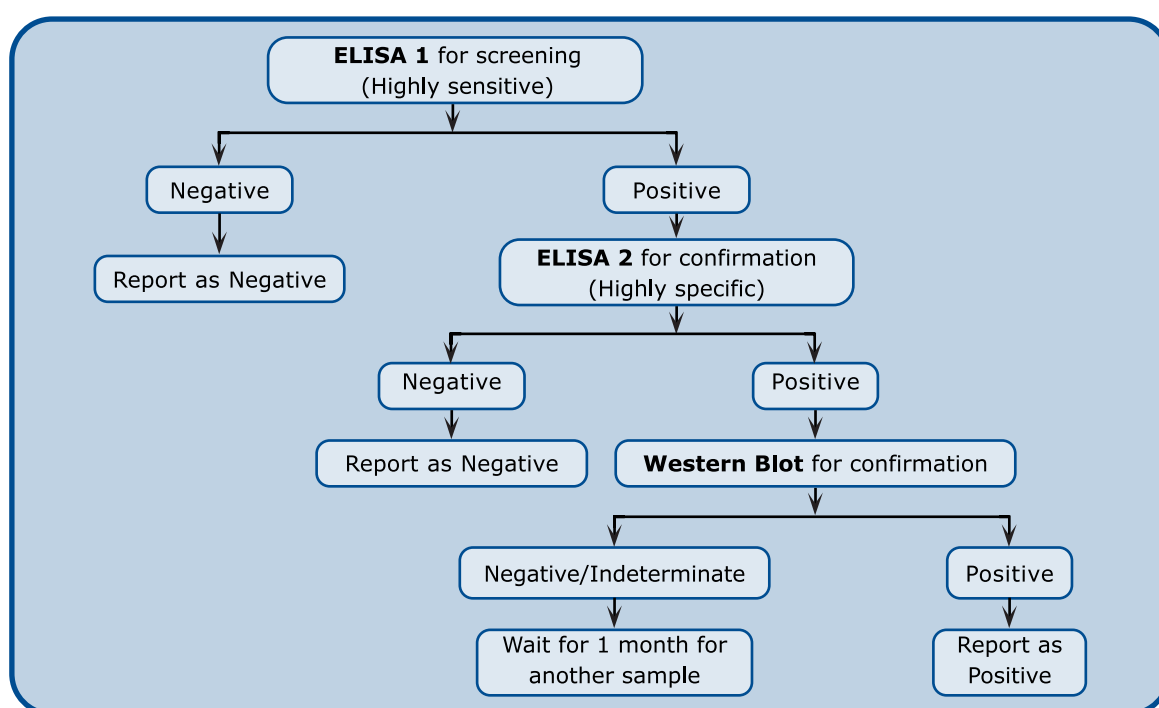 ELISA 1 for screening
(Highly sensitive)
Negative
Positive
Report as Negative
ELISA 2 for confirmation
(Highly specific)
Negative
Positive
Report as Negative
Western Blot for confirmation
Negative/Indeterminate
Positive
Wait for 1 month for
another sample
Report as
Positive